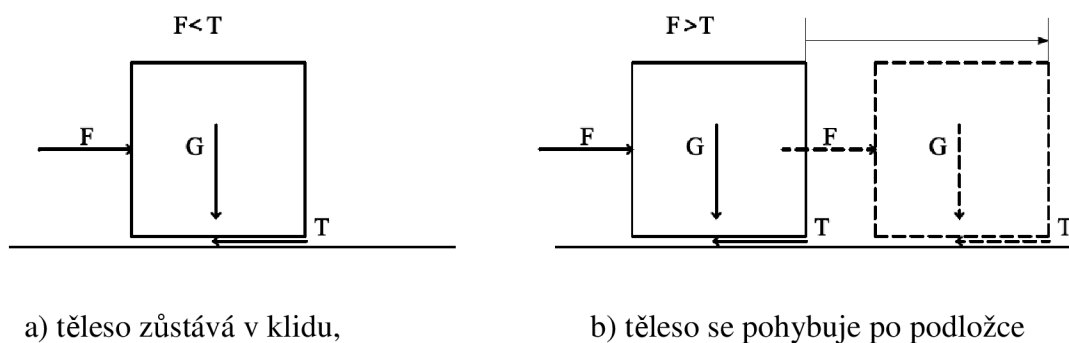 F<T
F
G
T
a) těleso zůstává v klidu,
F>T
F
G
T
F
G
T
b) těleso se pohybuje po podložce